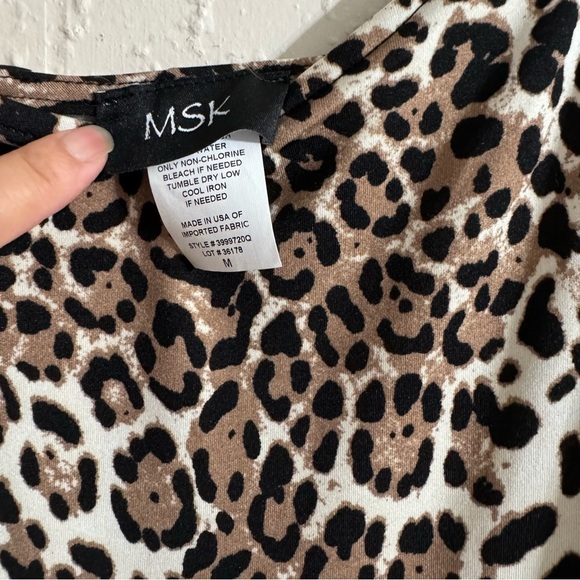 MSK
WATER
ONLY NON-CHLORINE
BLEACH IF NEEDED
TUMBLE DRY LOW
COOL IRON
IF NEEDED
MADE IN USA OF
IMPORTED FABRIC
STYLE # 3999720Q
LOT # 36178
M